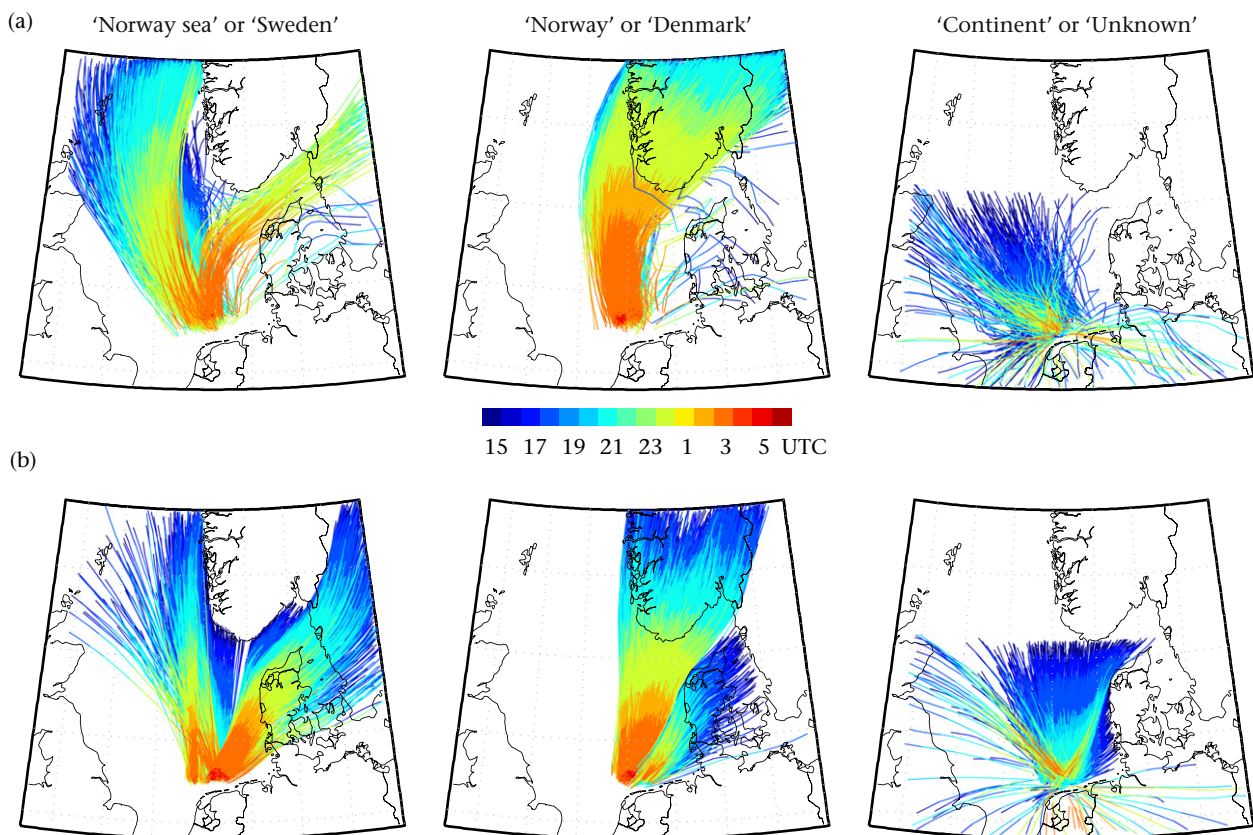 (a)
‘Norway sea’ or ‘Sweden’ ‘Norway’ or ‘Denmark’ ‘Continent’ or ‘Unknown’
15 17 19 21 23 1 3 5 UTC
(b)